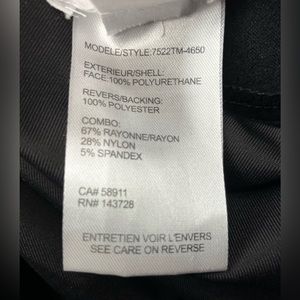 MODELE/STYLE:7522TM-4650
EXTERIEUR/SHELL:
FACE:100% POLYURETHANE
REVERS/BACKING:
100% POLYESTER
COMBO:
67% RAYONNE/RAYON
28% NYLON
5% SPANDEX
CA# 58911
RN# 143728
ENTRETIEN VOIR L'ENVERS
SEE CARE ON REVERSE